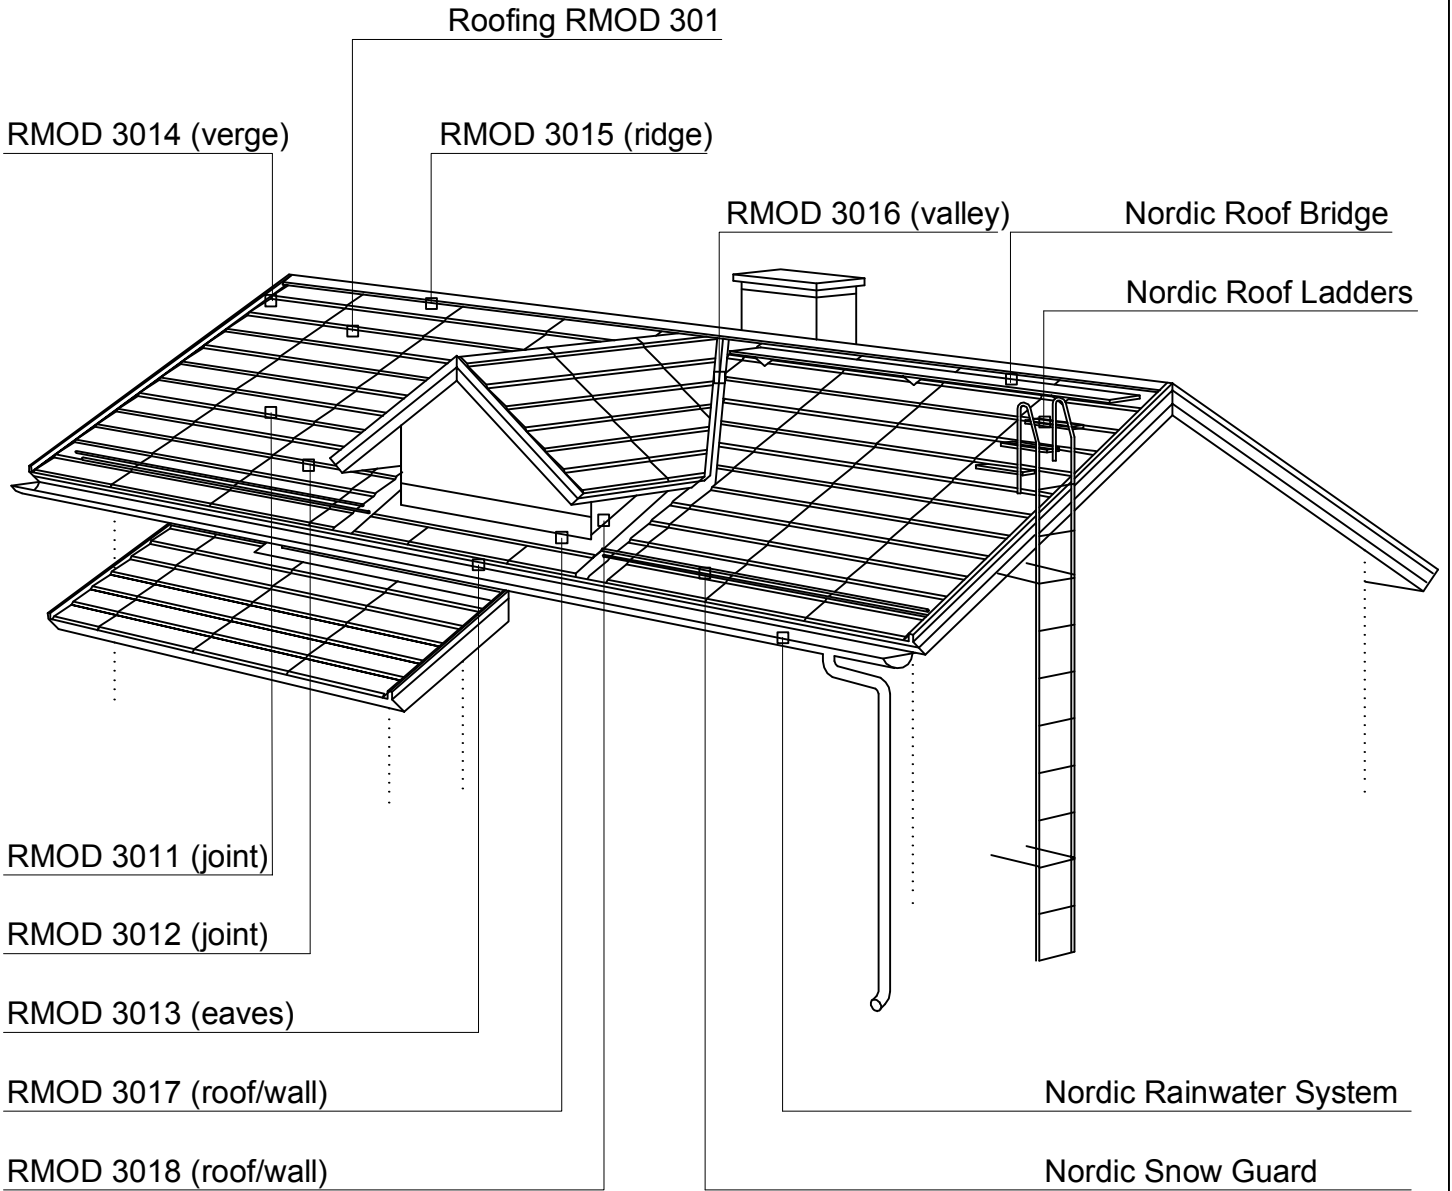 Roofing RMOD 301
RMOD 3014 (verge)
RMOD 3015 (ridge)
RMOD 3016 (valley)
Nordic Roof Bridge
Nordic Roof Ladders
RMOD 3011 (joint)
RMOD 3012 (joint)
RMOD 3013 (eaves)
RMOD 3017 (roof/wall)
Nordic Rainwater System
RMOD 3018 (roof/wall)
Nordic Snow Guard